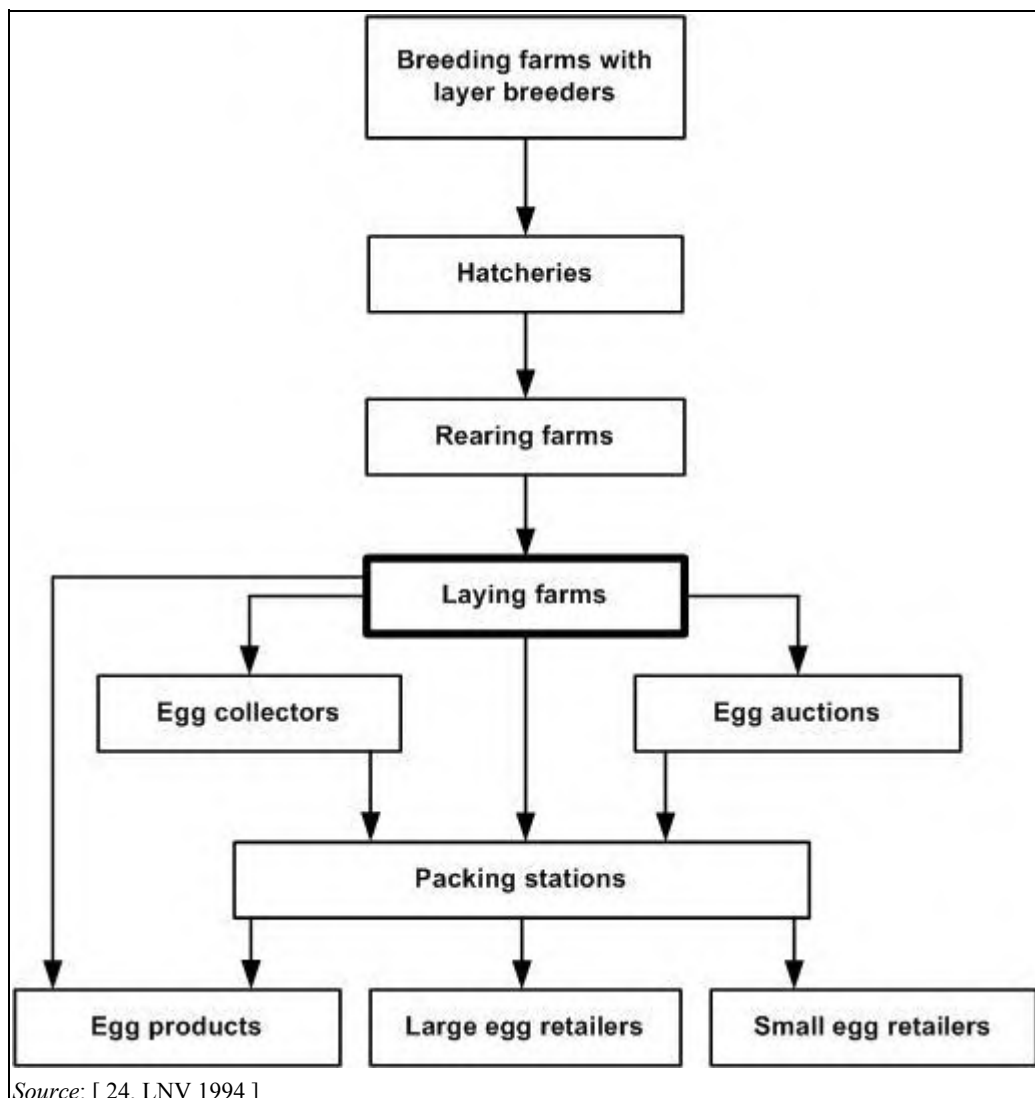 Breeding farms with
layer breeders
Hatcheries
Rearing farms
Laying farms
Egg collectors
Egg auctions
Packing stations
Egg products
Large egg retailers
Small egg retailers
Source: [ 24, LNV 1994 ]